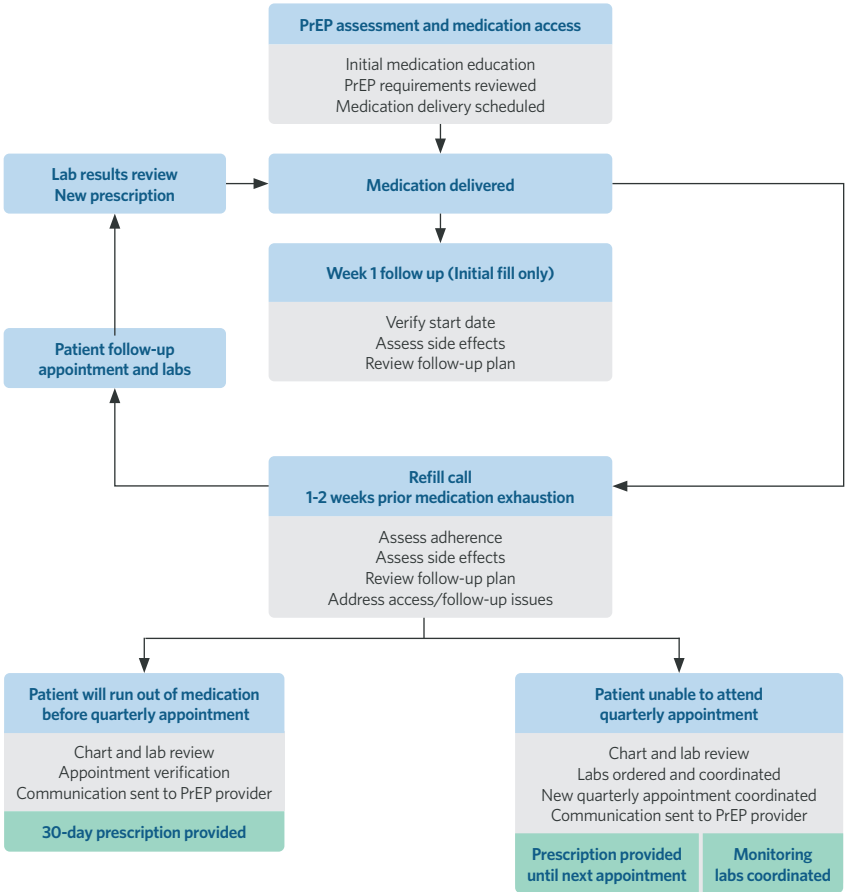 PrEP assessment and medication access
Initial medication education
PrEP requirements reviewed
Medication delivery scheduled
Lab results review
New prescription
Medication delivered
Week 1 follow up (Initial fill only)
Verify start date
Assess side effects
Review follow-up plan
Patient follow-up
appointment and labs
Refill call
1-2 weeks prior medication exhaustion
Assess adherence
Assess side effects
Review follow-up plan
Address access/follow-up issues
Patient will run out of medication
before quarterly appointment
Chart and lab review
Appointment verification
Communication sent to PrEP provider
30-day prescription provided
Patient unable to attend
quarterly appointment
Chart and lab review
Labs ordered and coordinated
New quarterly appointment coordinated
Communication sent to PrEP provider
Prescription provided
until next appointment
Monitoring
labs coordinated